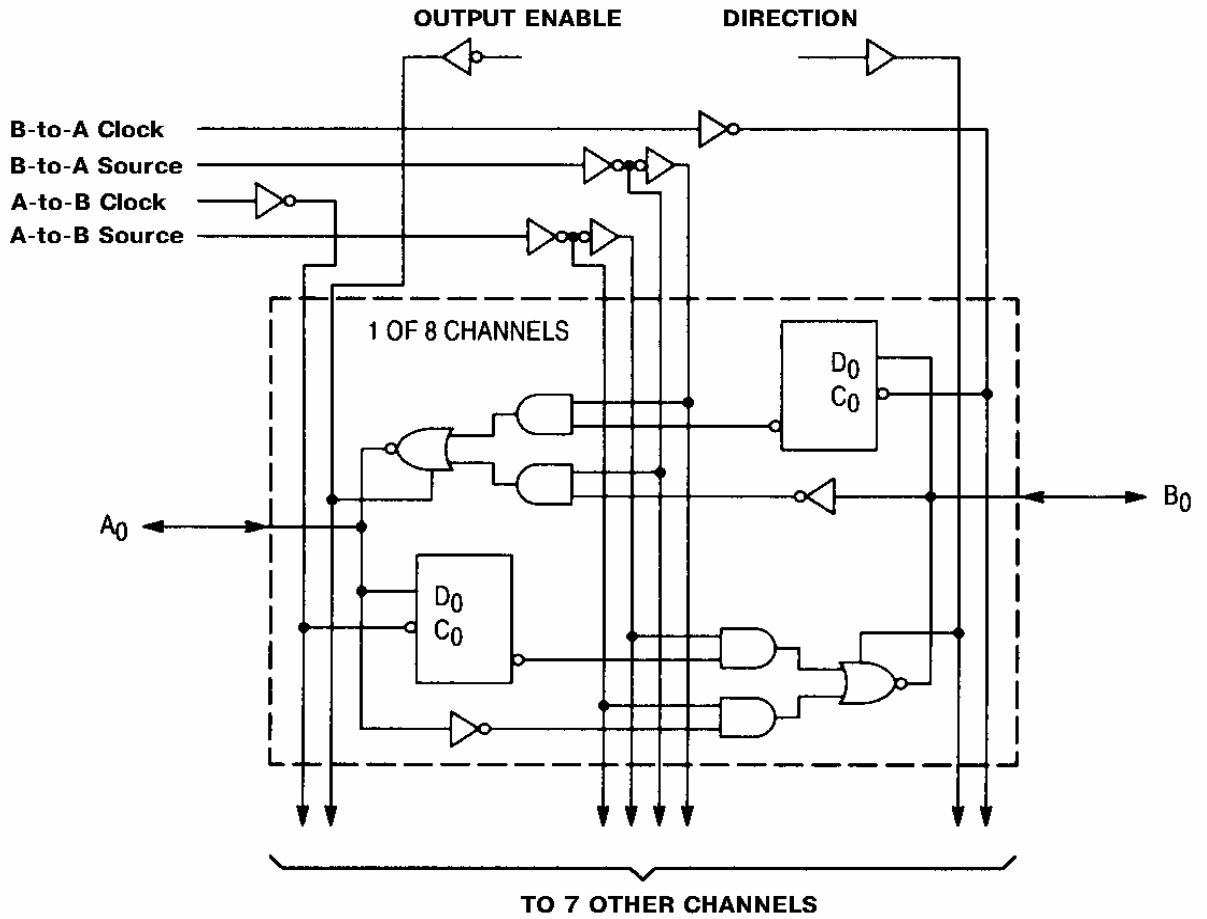 OUTPUT ENABLE
DIRECTION
B-to-A Clock
B-to-A Source
A-to-B Clock
A-to-B Source
1 OF 8 CHANNELS
D0
C0
A0
B0
D0
C0
TO 7 OTHER CHANNELS